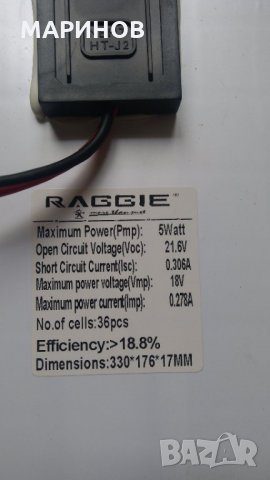 МАРИНОВ
HT-J2
RAGGIE®
Maximum Power(Pmp): 5Watt
Open Circuit Voltage(Voc): 21.6V
Short Circuit Current(Isc): 0.306A
Maximum power voltage(Vmp): 18V
Maximum power current(Imp): 0.278A
No.of cells:36pcs
Efficiency:>18.8%
Dimensions:330*176*17MM
bazar